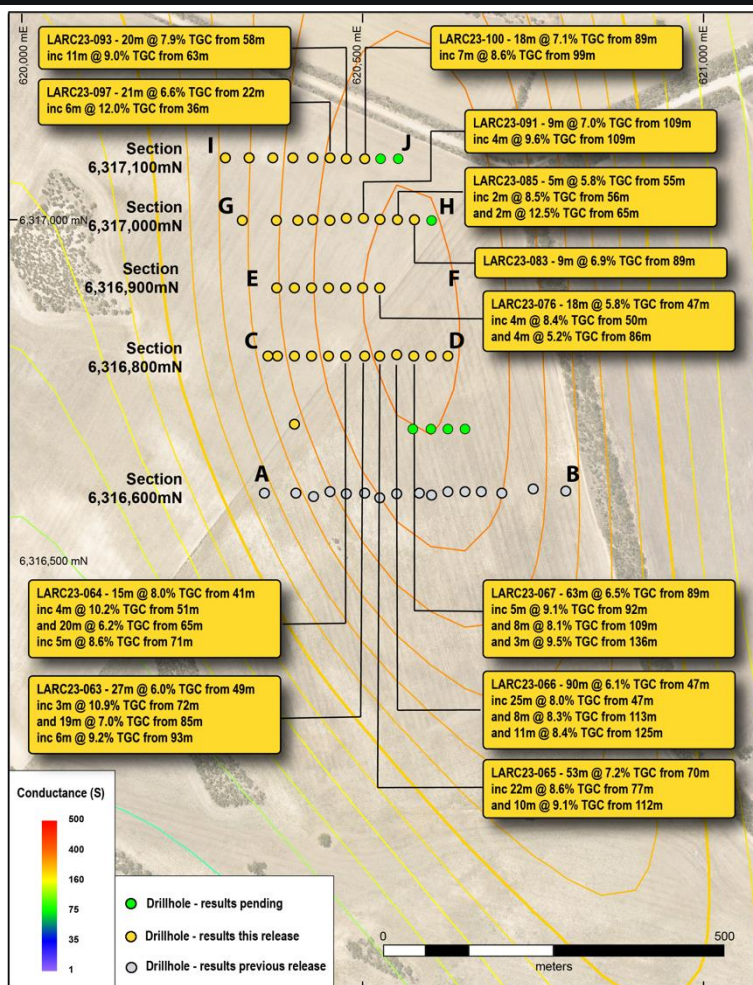 620,000 mE
620,500 mE
621,000 mE
LARC23-093 - 20m @ 7.9% TGC from 58m
inc 11m @ 9.0% TGC from 63m
LARC23-100 - 18m @ 7.1% TGC from 89m
inc 7m @ 8.6% TGC from 99m
LARC23-097 - 21m @ 6.6% TGC from 22m
inc 6m @ 12.0% TGC from 36m
LARC23-091 - 9m @ 7.0% TGC from 109m
inc 4m @ 9.6% TGC from 109m
Section
6,317,100mN
I
J
LARC23-085 - 5m @ 5.8% TGC from 55m
inc 2m @ 8.5% TGC from 56m
and 2m @ 12.5% TGC from 65m
Section
6,317,000mN
G
H
6,317,000 mN
LARC23-083 - 9m @ 6.9% TGC from 89m
Section
6,316,900mN
E
F
LARC23-076 - 18m @ 5.8% TGC from 47m
inc 4m @ 8.4% TGC from 50m
and 4m @ 5.2% TGC from 86m
Section
6,316,800mN
C
D
Section
6,316,600mN
A
B
6,316,500 mN
LARC23-064 - 15m @ 8.0% TGC from 41m
inc 4m @ 10.2% TGC from 51m
and 20m @ 6.2% TGC from 65m
inc 5m @ 8.6% TGC from 71m
LARC23-067 - 63m @ 6.5% TGC from 89m
inc 5m @ 9.1% TGC from 92m
and 8m @ 8.1% TGC from 109m
and 3m @ 9.5% TGC from 136m
LARC23-063 - 27m @ 6.0% TGC from 49m
inc 3m @ 10.9% TGC from 72m
and 19m @ 7.0% TGC from 85m
inc 6m @ 9.2% TGC from 93m
LARC23-066 - 90m @ 6.1% TGC from 47m
inc 25m @ 8.0% TGC from 47m
and 8m @ 8.3% TGC from 113m
and 11m @ 8.4% TGC from 125m
LARC23-065 - 53m @ 7.2% TGC from 70m
inc 22m @ 8.6% TGC from 77m
and 10m @ 9.1% TGC from 112m
Conductance (S)
500
400
160
75
35
1
Drillhole - results pending
Drillhole - results this release
Drillhole - results previous release
0
500
meters